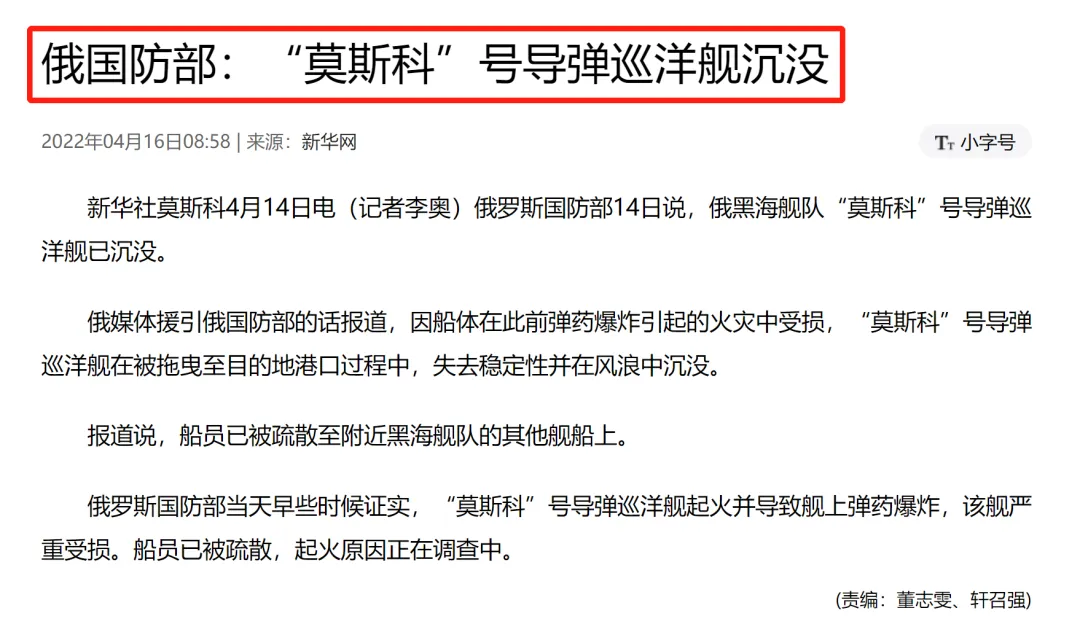 俄国防部：“莫斯科”号导弹巡洋舰沉没
2022年04月16日08:58 | 来源：新华网
TT 小字号
新华社莫斯科4月14日电（记者李奥）俄罗斯国防部14日说，俄黑海舰队“莫斯科”号导弹巡
洋舰已沉没。
俄媒体援引俄国防部的话报道，因船体在此前弹药爆炸引起的火灾中受损，“莫斯科”号导弹
巡洋舰在被拖曳至目的地港口过程中，失去稳定性并在风浪中沉没。
报道说，船员已被疏散至附近黑海舰队的其他舰船上。
俄罗斯国防部当天早些时候证实，“莫斯科”号导弹巡洋舰起火并导致舰上弹药爆炸，该舰严
重受损。船员已被疏散，起火原因正在调查中。
(责编：董志雯、轩召强)